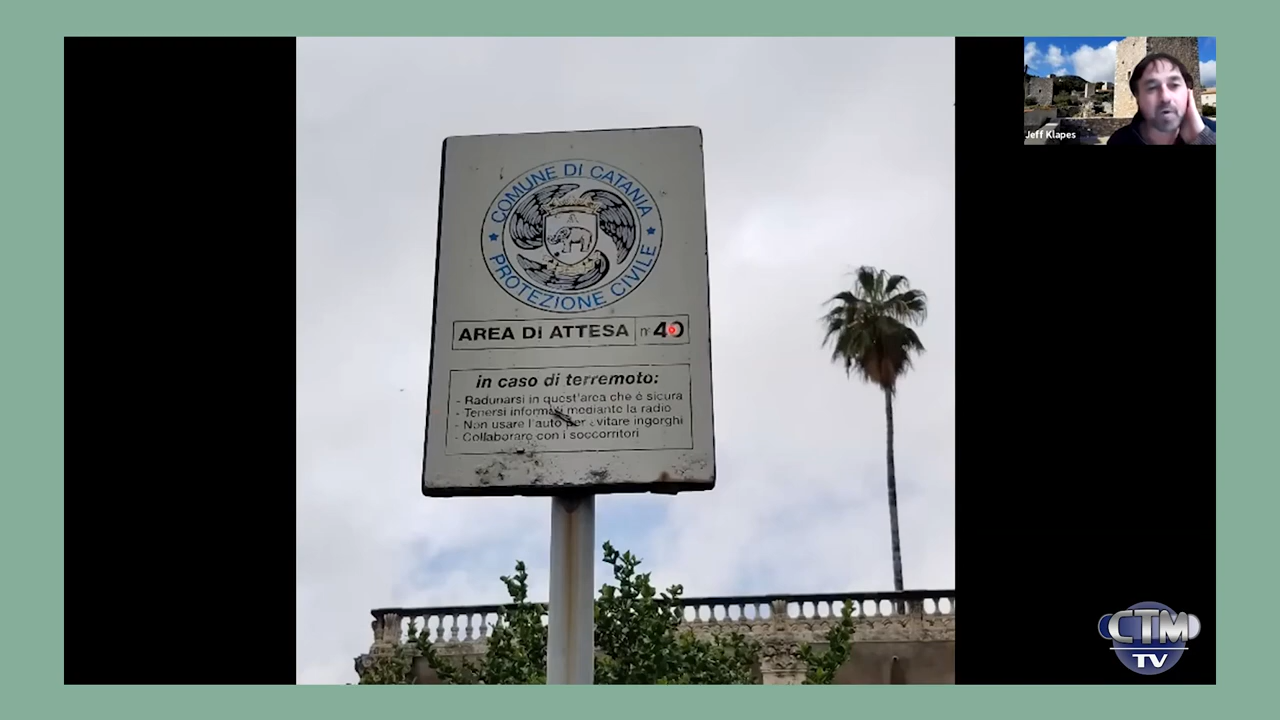 COMUNE DI CATANIA
PROTEZIONE CIVILE
AREA DI ATTESA n° 40
in caso di terremoto:
- Radunarsi in quest'area che è sicura
- Tenersi informati mediante la radio
- Non usare l'auto per evitare ingorghi
- Collaborare con i soccorritori
Jeff Klapes
CTM
TV